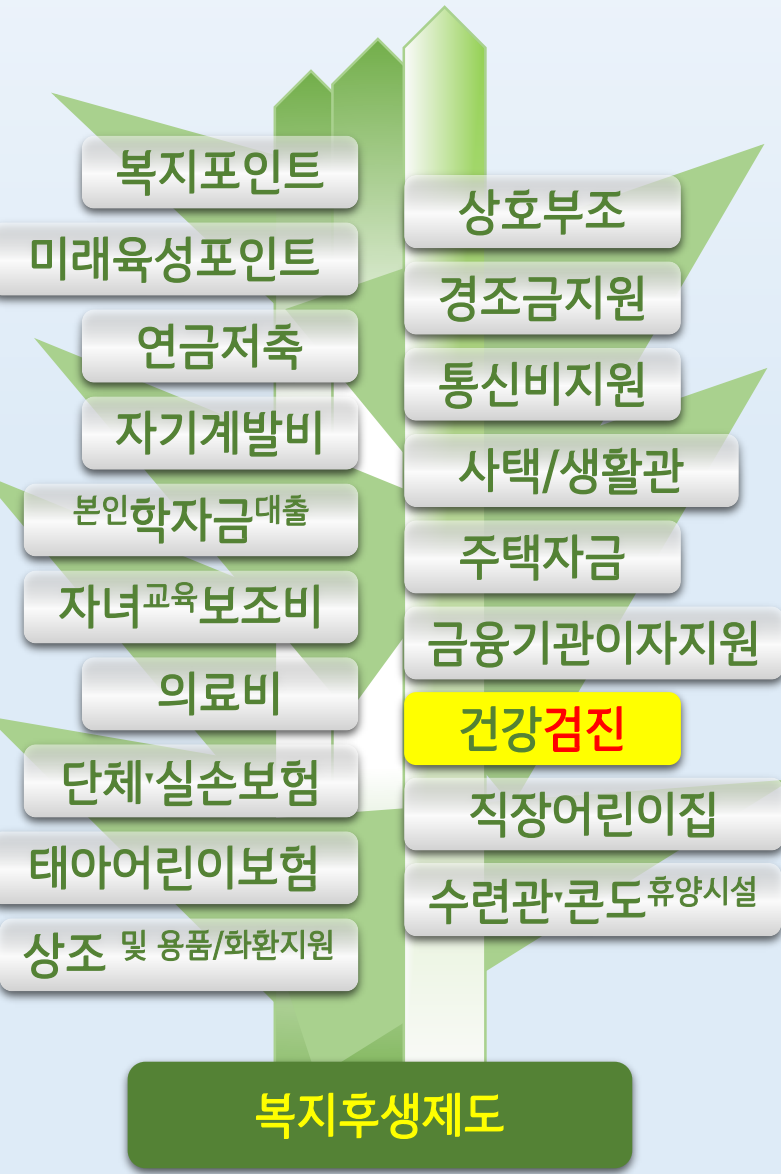 복지포인트
미래육성포인트
연금저축
자기계발비
본인학자금대출
자녀교육보조비
의료비
단체▾실손보험
태아어린이보험
상조 및 용품/화환지원
상호부조
경조금지원
통신비지원
사택/생활관
주택자금
금융기관이자지원
건강검진
직장어린이집
수련관▾콘도휴양시설
복지후생제도